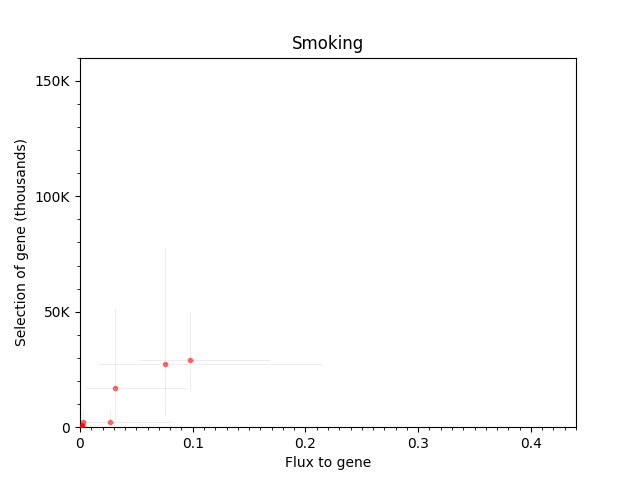 Smoking
150K
100K
50K
0
0
0.1
0.2
0.3
0.4
Selection of gene (thousands)
Flux to gene